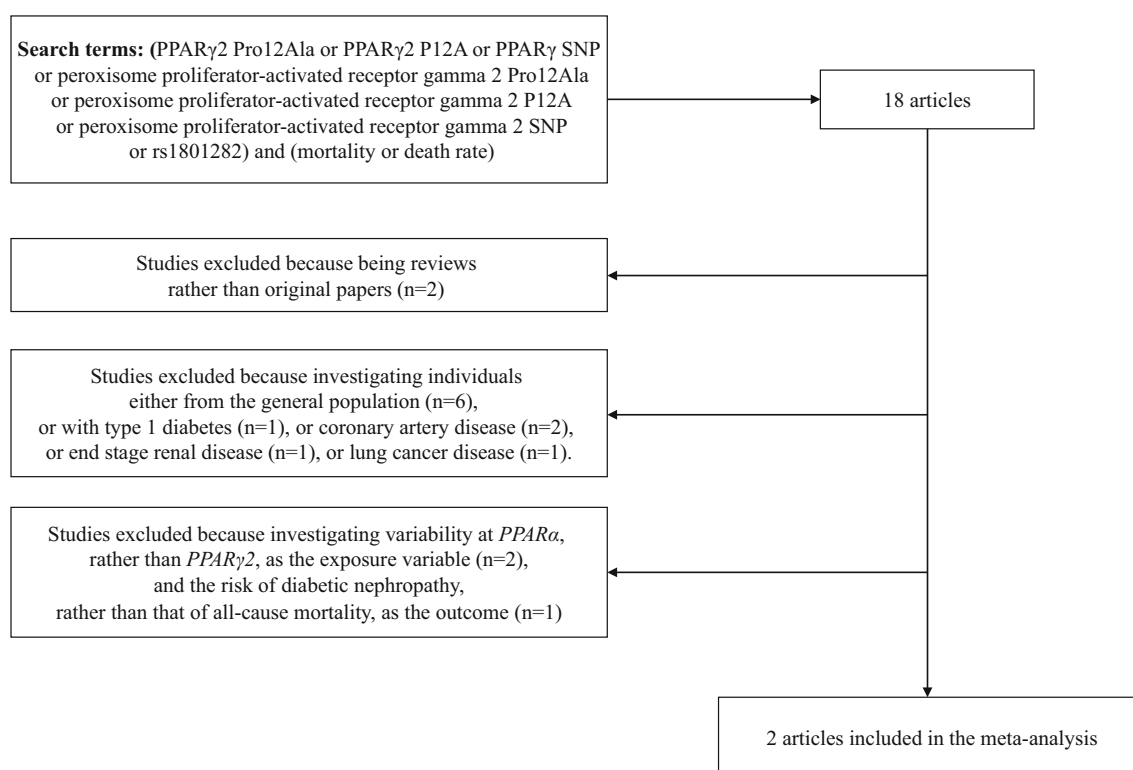 Search terms: (PPARγ2 Pro12Ala or PPARγ2 P12A or PPARγ SNP
or peroxisome proliferator-activated receptor gamma 2 Pro12Ala
or peroxisome proliferator-activated receptor gamma 2 P12A
or peroxisome proliferator-activated receptor gamma 2 SNP
or rs1801282) and (mortality or death rate)
18 articles
Studies excluded because being reviews
rather than original papers (n=2)
Studies excluded because investigating individuals
either from the general population (n=6),
or with type 1 diabetes (n=1), or coronary artery disease (n=2),
or end stage renal disease (n=1), or lung cancer disease (n=1).
Studies excluded because investigating variability at PPARα,
rather than PPARγ2, as the exposure variable (n=2),
and the risk of diabetic nephropathy,
rather than that of all-cause mortality, as the outcome (n=1)
2 articles included in the meta-analysis